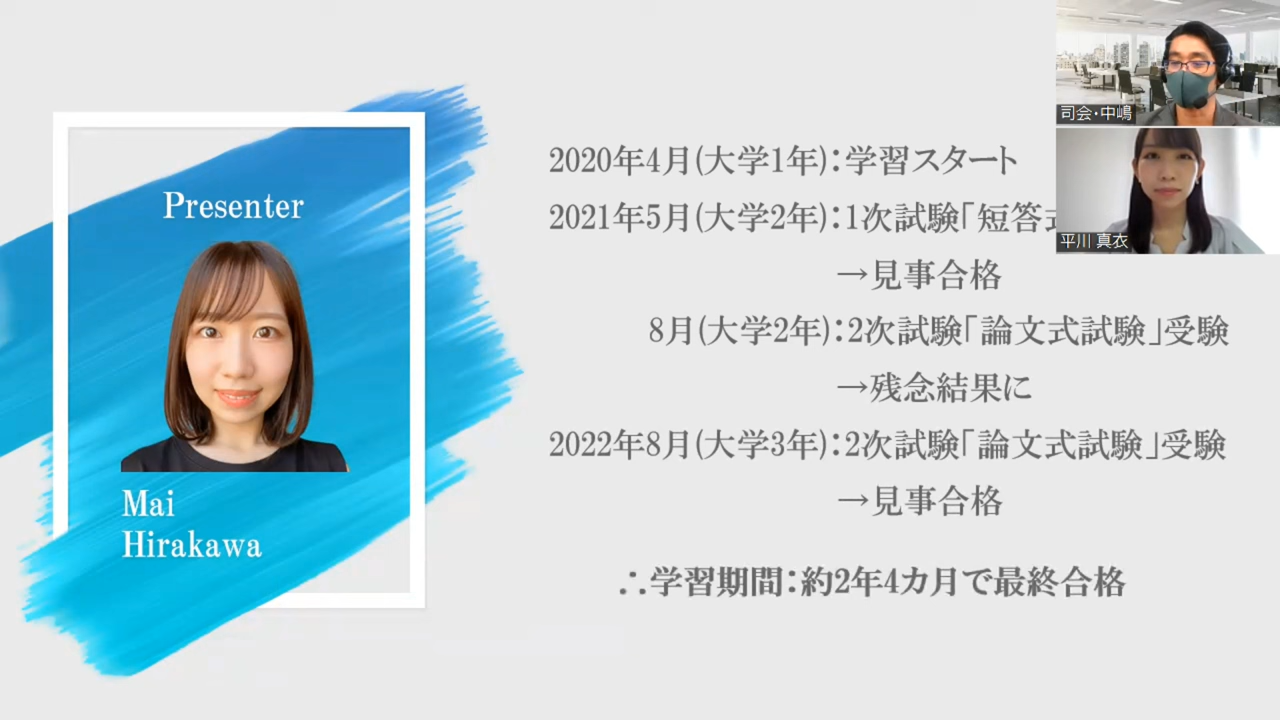 Presenter
Mai
Hirakawa
2020年4月(大学1年):学習スタート
2021年5月(大学2年):1次試験「短答
→見事合格
8月(大学2年):2次試験「論文式試験」受験
→残念結果に
2022年8月(大学3年):2次試験「論文式試験」受験
→見事合格
∴学習期間:約2年4カ月で最終合格
司会・中嶋
平川 真衣